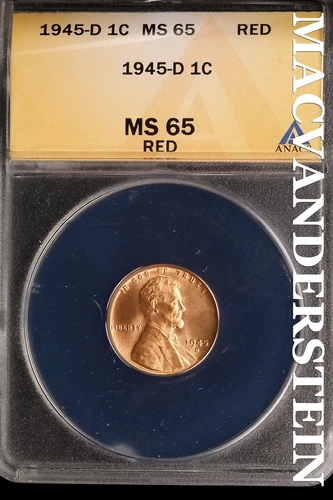 1945-D 1C MS 65 RED
1945-D 1C
MS 65
RED
ANACS
MACVANDERSTEIN
IN GOD WE TRUST
LIBERTY
1945
D